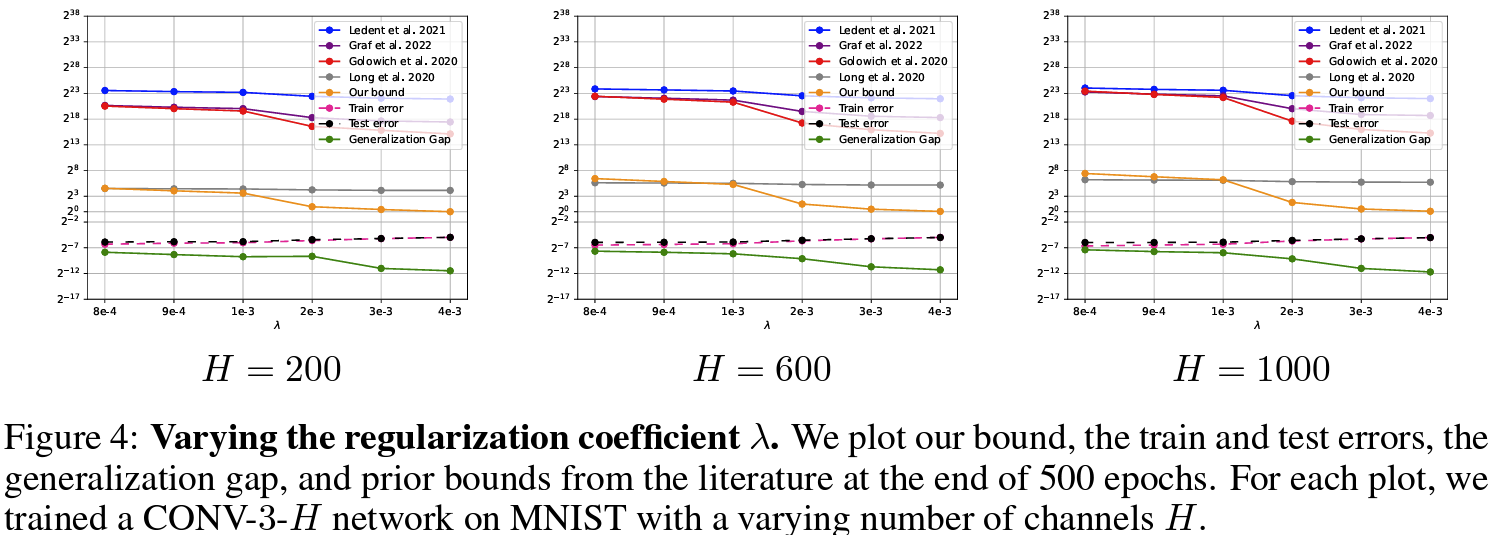 2^38
2^33
2^28
2^23
2^18
2^13
2^8
2^3
2^0
2^−2
2^−7
2^−12
2^−17
Ledent et al. 2021
Graf et al. 2022
Golowich et al. 2020
Long et al. 2020
Our bound
Train error
Test error
Generalization Gap
8e-4 9e-4 1e-3 2e-3 3e-3 4e-3
λ
H = 200
2^38
2^33
2^28
2^23
2^18
2^13
2^8
2^3
2^0
2^−2
2^−7
2^−12
2^−17
Ledent et al. 2021
Graf et al. 2022
Golowich et al. 2020
Long et al. 2020
Our bound
Train error
Test error
Generalization Gap
8e-4 9e-4 1e-3 2e-3 3e-3 4e-3
λ
H = 600
2^38
2^33
2^28
2^23
2^18
2^13
2^8
2^3
2^0
2^−2
2^−7
2^−12
2^−17
Ledent et al. 2021
Graf et al. 2022
Golowich et al. 2020
Long et al. 2020
Our bound
Train error
Test error
Generalization Gap
8e-4 9e-4 1e-3 2e-3 3e-3 4e-3
λ
H = 1000
Figure 4: Varying the regularization coefficient λ. We plot our bound, the train and test errors, the
generalization gap, and prior bounds from the literature at the end of 500 epochs. For each plot, we
trained a CONV-3-H network on MNIST with a varying number of channels H.